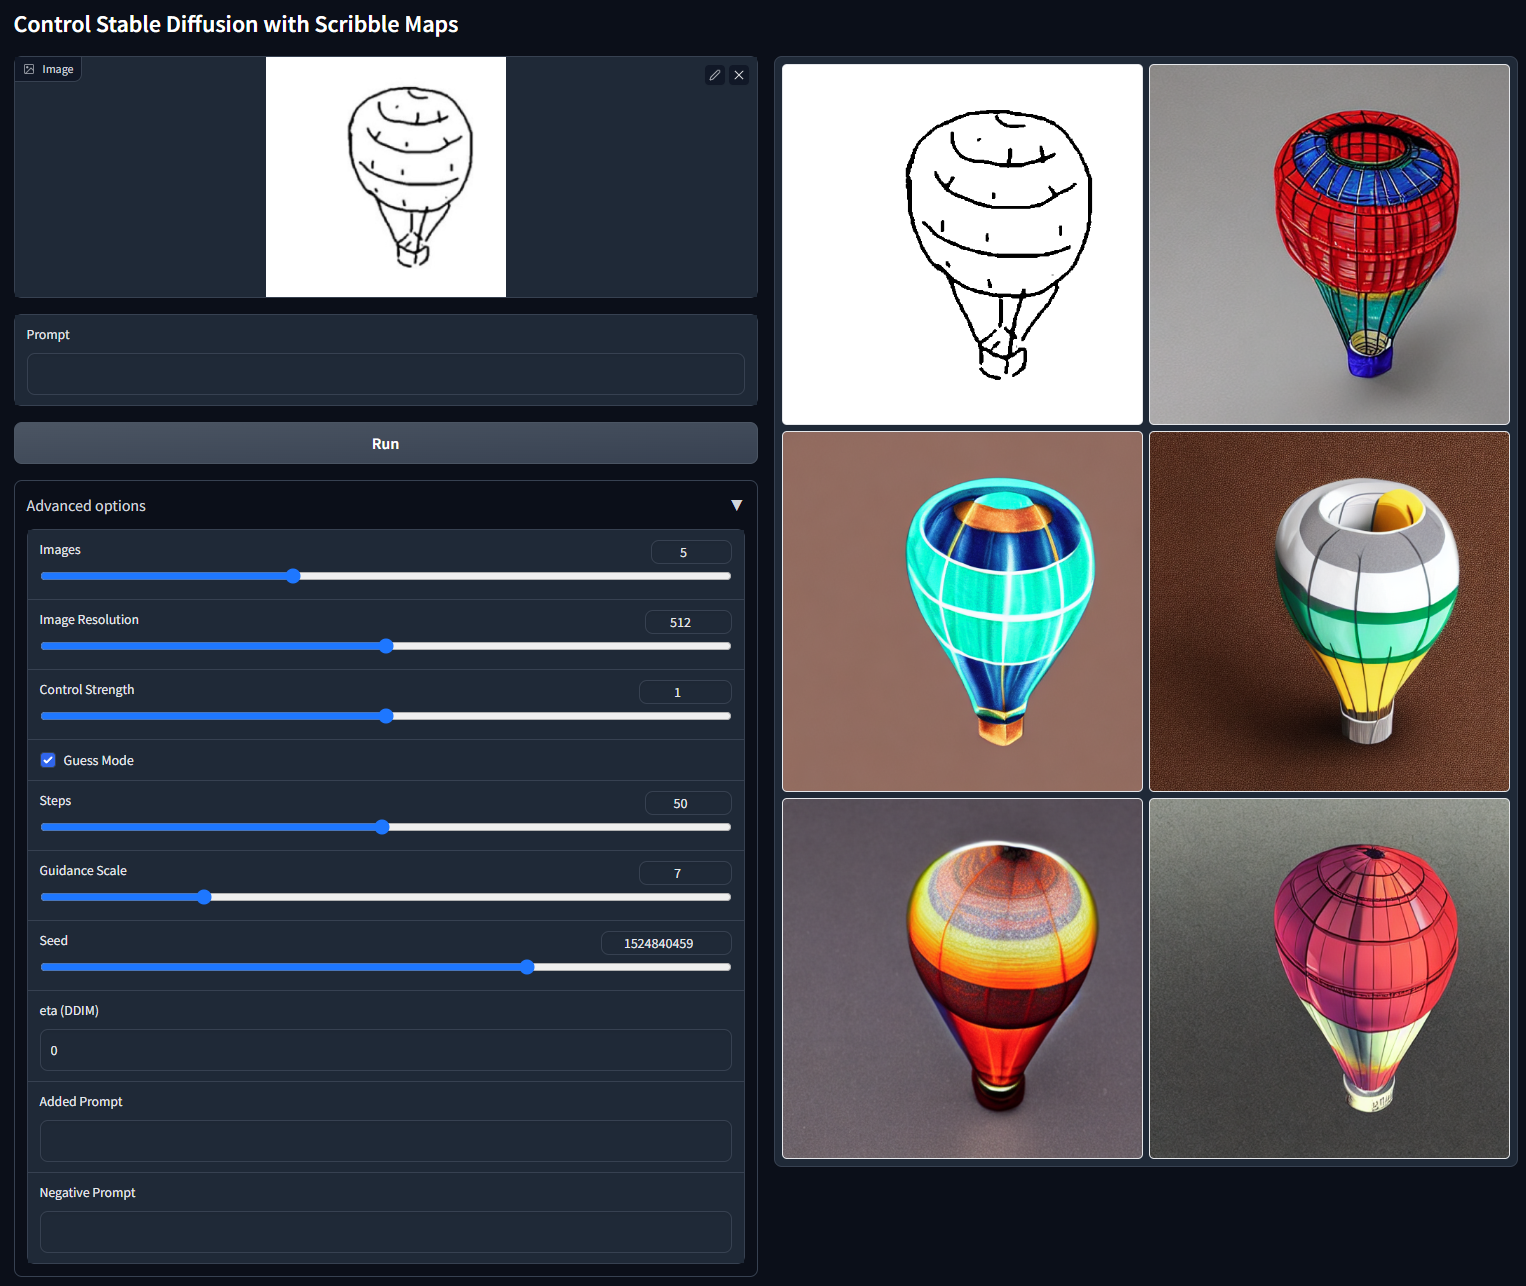 Control Stable Diffusion with Scribble Maps
Image
Prompt
Run
Advanced options
Images
5
Image Resolution
512
Control Strength
1
Guess Mode
Steps
50
Guidance Scale
7
Seed
1524840459
eta (DDIM)
0
Added Prompt
Negative Prompt